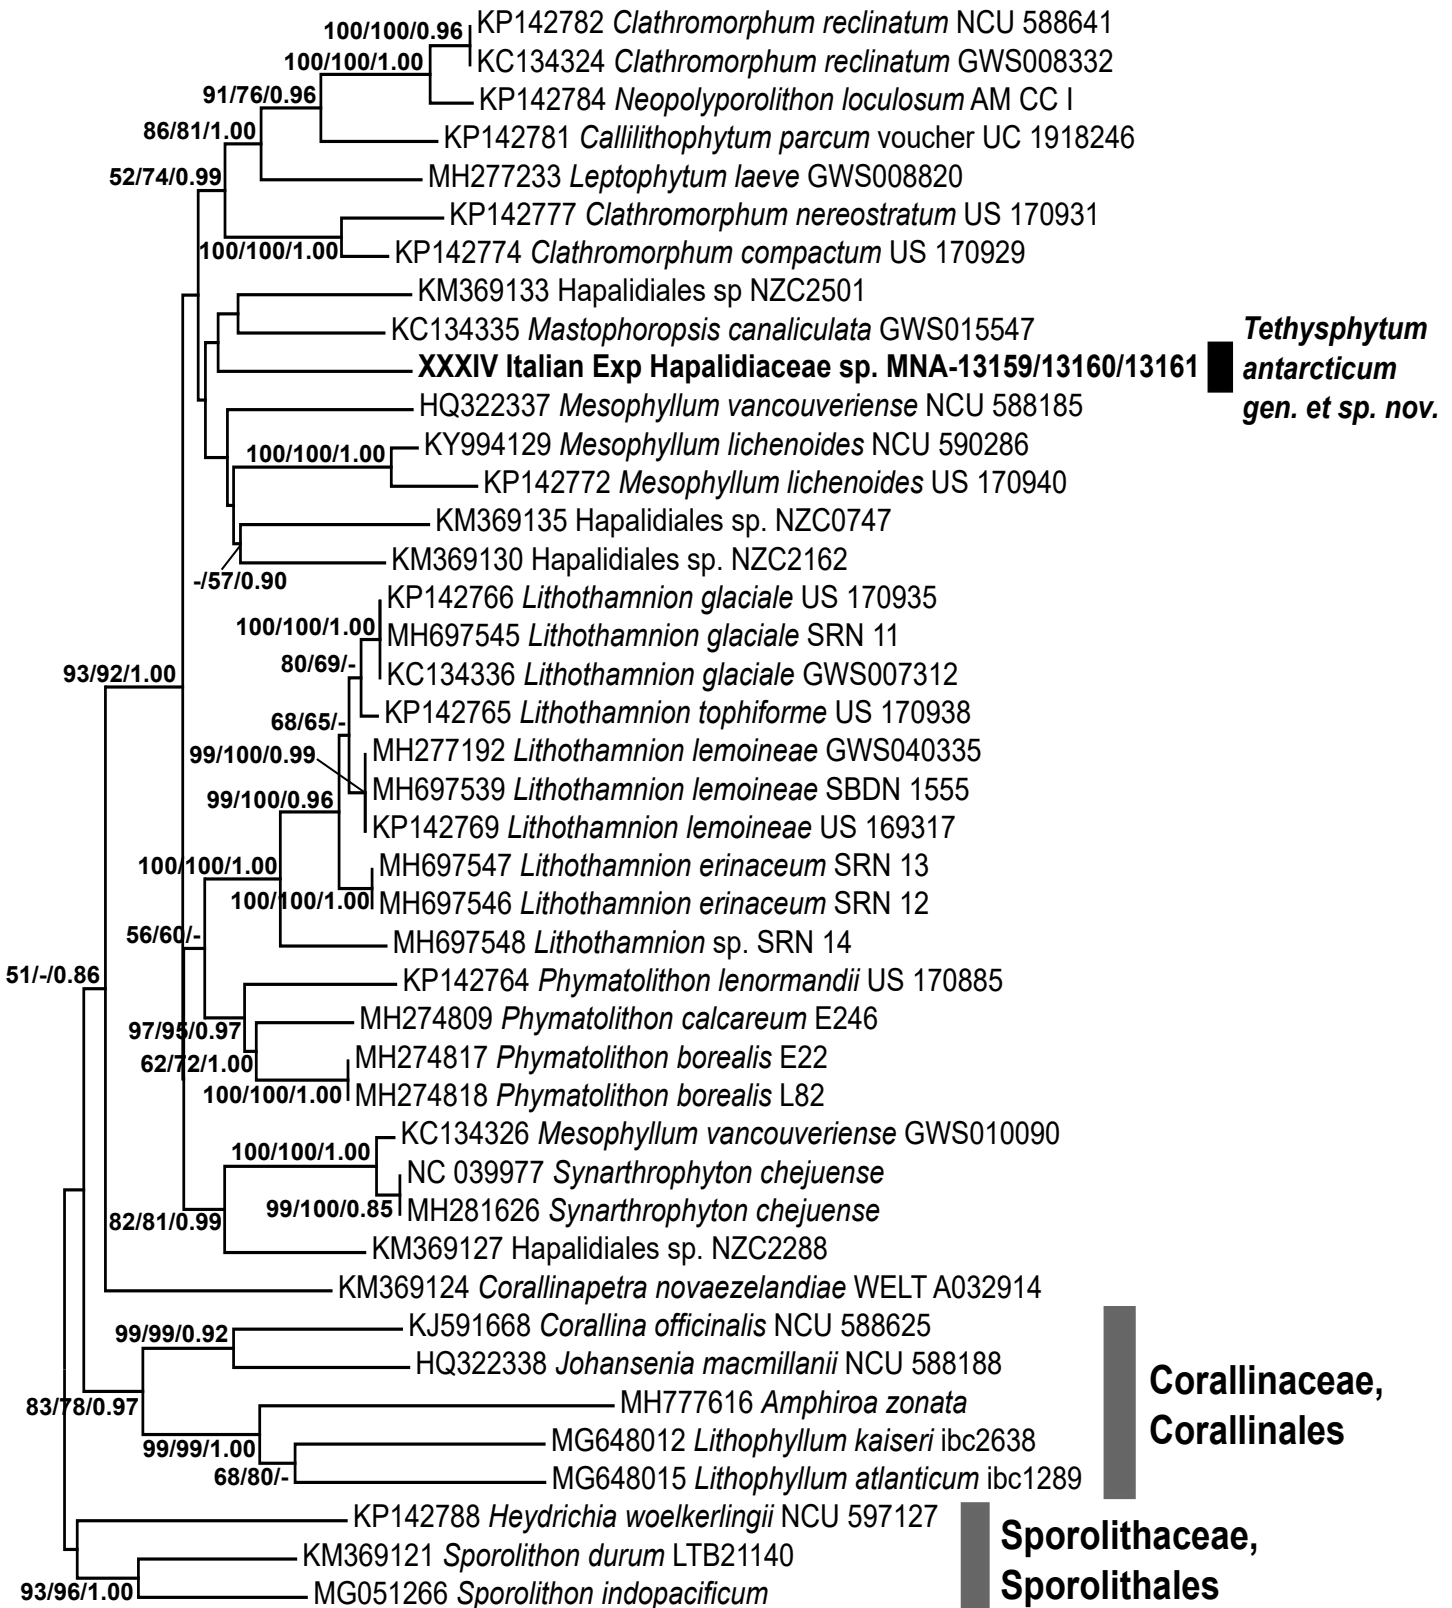 KP142782 Clathromorphum reclinatum NCU 588641
100/100/0.96
KC134324 Clathromorphum reclinatum GWS008332
100/100/1.00
KP142784 Neopolyporolithon loculosum AM CC I
91/76/0.96
KP142781 Callilithophytum parcum voucher UC 1918246
86/81/1.00
MH277233 Leptophytum laeve GWS008820
52/74/0.99
KP142777 Clathromorphum nereostratum US 170931
100/100/1.00
KP142774 Clathromorphum compactum US 170929
KM369133 Hapalidiales sp NZC2501
KC134335 Mastophoropsis canaliculata GWS015547
XXXIV Italian Exp Hapalidiaceae sp. MNA-13159/13160/13161
Tethysphytum
antarcticum
gen. et sp. nov.
HQ322337 Mesophyllum vancouveriense NCU 588185
KY994129 Mesophyllum lichenoides NCU 590286
100/100/1.00
KP142772 Mesophyllum lichenoides US 170940
KM369135 Hapalidiales sp. NZC0747
KM369130 Hapalidiales sp. NZC2162
-/57/0.90
KP142766 Lithothamnion glaciale US 170935
100/100/1.00
MH697545 Lithothamnion glaciale SRN 11
80/69/-
KC134336 Lithothamnion glaciale GWS007312
93/92/1.00
KP142765 Lithothamnion tophiforme US 170938
68/65/-
MH277192 Lithothamnion lemoineae GWS040335
99/100/0.99
MH697539 Lithothamnion lemoineae SBDN 1555
99/100/0.96
KP142769 Lithothamnion lemoineae US 169317
100/100/1.00
MH697547 Lithothamnion erinaceum SRN 13
100/100/1.00
MH697546 Lithothamnion erinaceum SRN 12
56/60/-
MH697548 Lithothamnion sp. SRN 14
51/-/0.86
KP142764 Phymatolithon lenormandii US 170885
MH274809 Phymatolithon calcareum E246
97/95/0.97
MH274817 Phymatolithon borealis E22
62/72/1.00
100/100/1.00
MH274818 Phymatolithon borealis L82
KC134326 Mesophyllum vancouveriense GWS010090
100/100/1.00
NC 039977 Synarthrophyton chejuense
99/100/0.85
MH281626 Synarthrophyton chejuense
82/81/0.99
KM369127 Hapalidiales sp. NZC2288
KM369124 Corallinapetra novaezelandiae WELT A032914
KJ591668 Corallina officinalis NCU 588625
99/99/0.92
HQ322338 Johansenia macmillanii NCU 588188
83/78/0.97
MH777616 Amphiroa zonata
MG648012 Lithophyllum kaiseri ibc2638
99/99/1.00
68/80/-
MG648015 Lithophyllum atlanticum ibc1289
Corallinaceae,
Corallinales
KP142788 Heydrichia woelkerlingii NCU 597127
KM369121 Sporolithon durum LTB21140
93/96/1.00
MG051266 Sporolithon indopacificum
Sporolithaceae,
Sporolithales